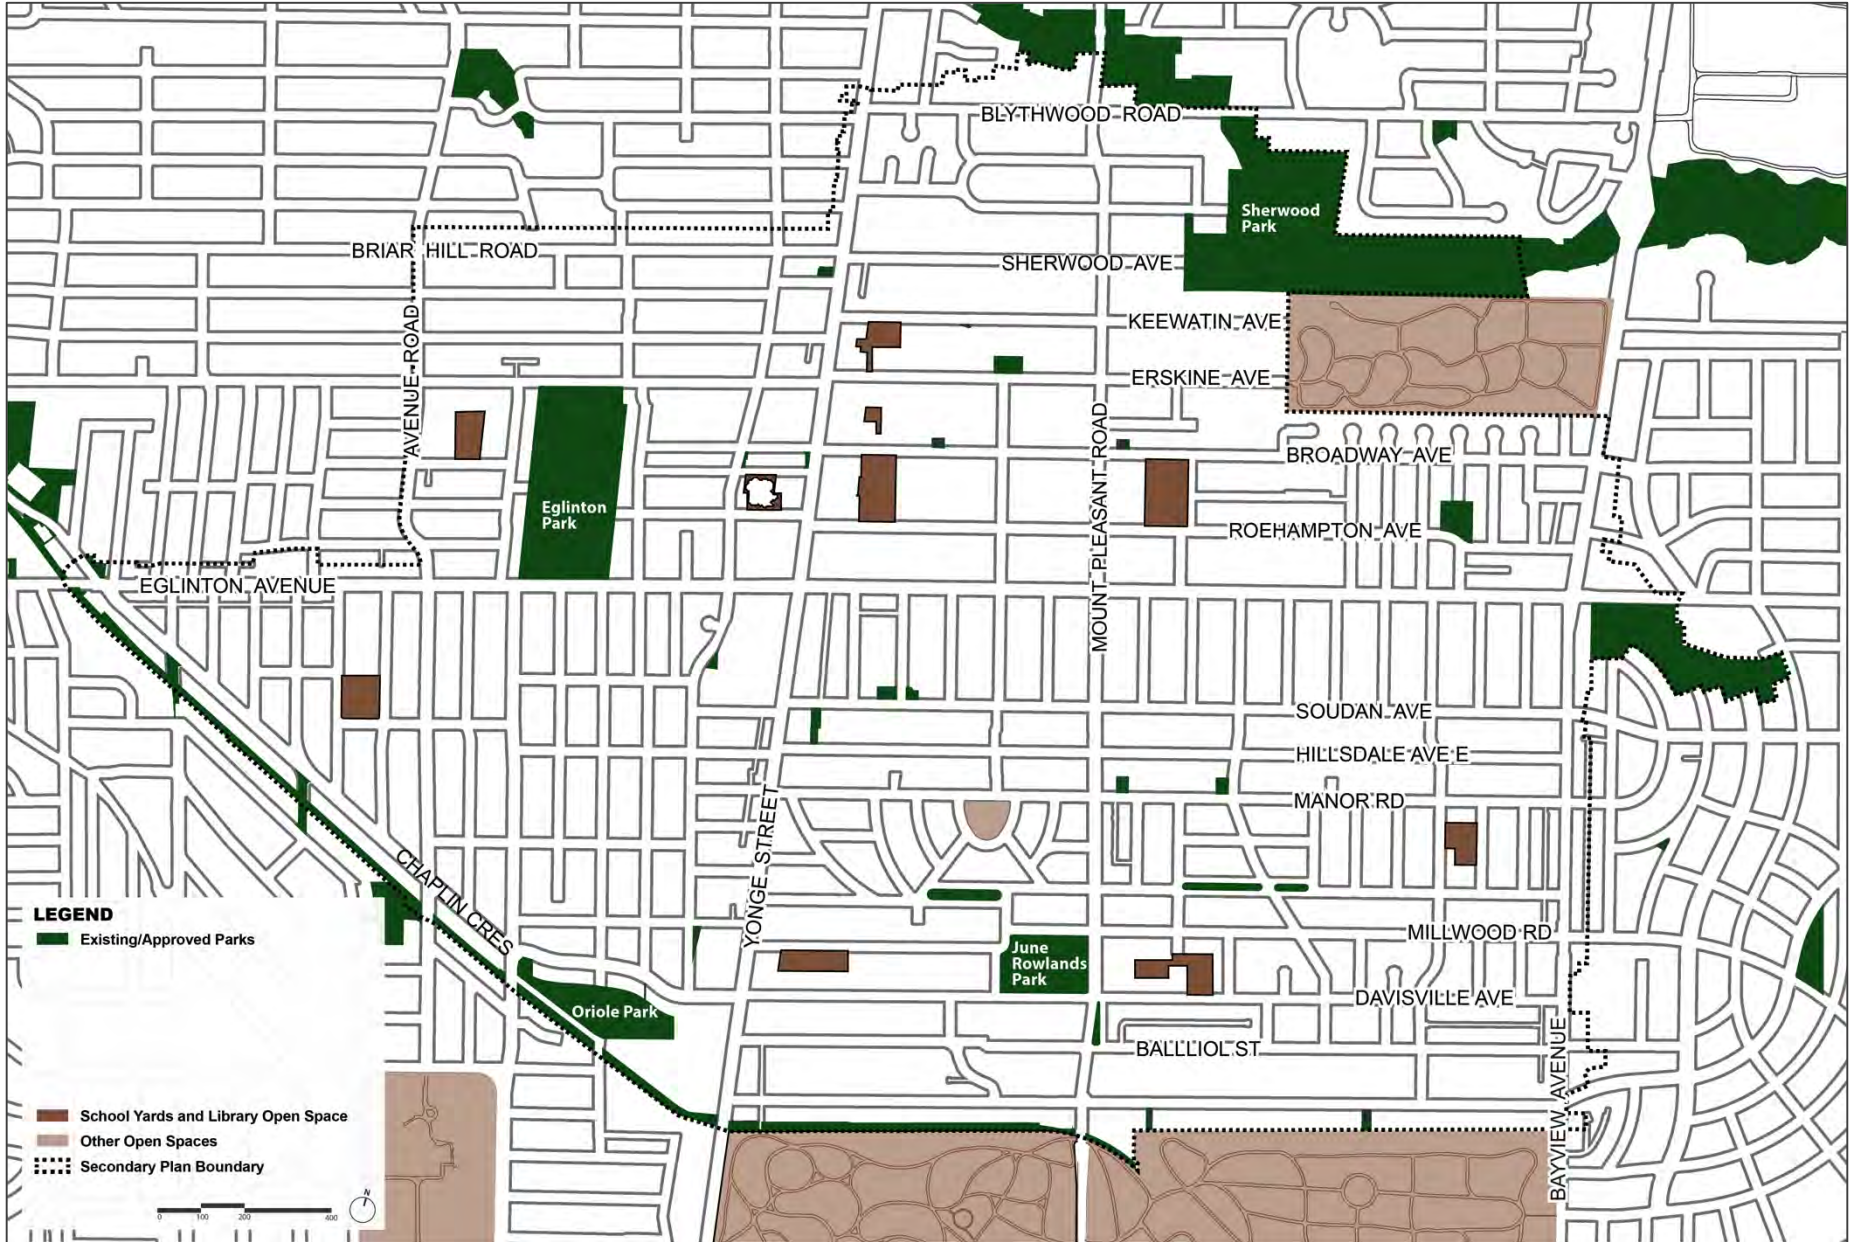 BLYTHWOOD ROAD
Sherwood
Park
BRIAR HILL ROAD
SHERWOOD AVE
KEEWATIN AVE
ERSKINE AVE
AVENUE ROAD
MOUNT PLEASANT ROAD
BROADWAY AVE
Eglinton
Park
ROEHAMPTON AVE
EGLINTON AVENUE
SOUDAN AVE
HILLSDALE AVE E
MANOR RD
YONGE STREET
CHAPLIN CRES
MILLWOOD RD
June
Rowlands
Park
DAVISVILLE AVE
Oriole Park
BALLLIOL ST
BAYVIEW AVENUE
LEGEND
Existing/Approved Parks
School Yards and Library Open Space
Other Open Spaces
Secondary Plan Boundary
0 100 200 400
N